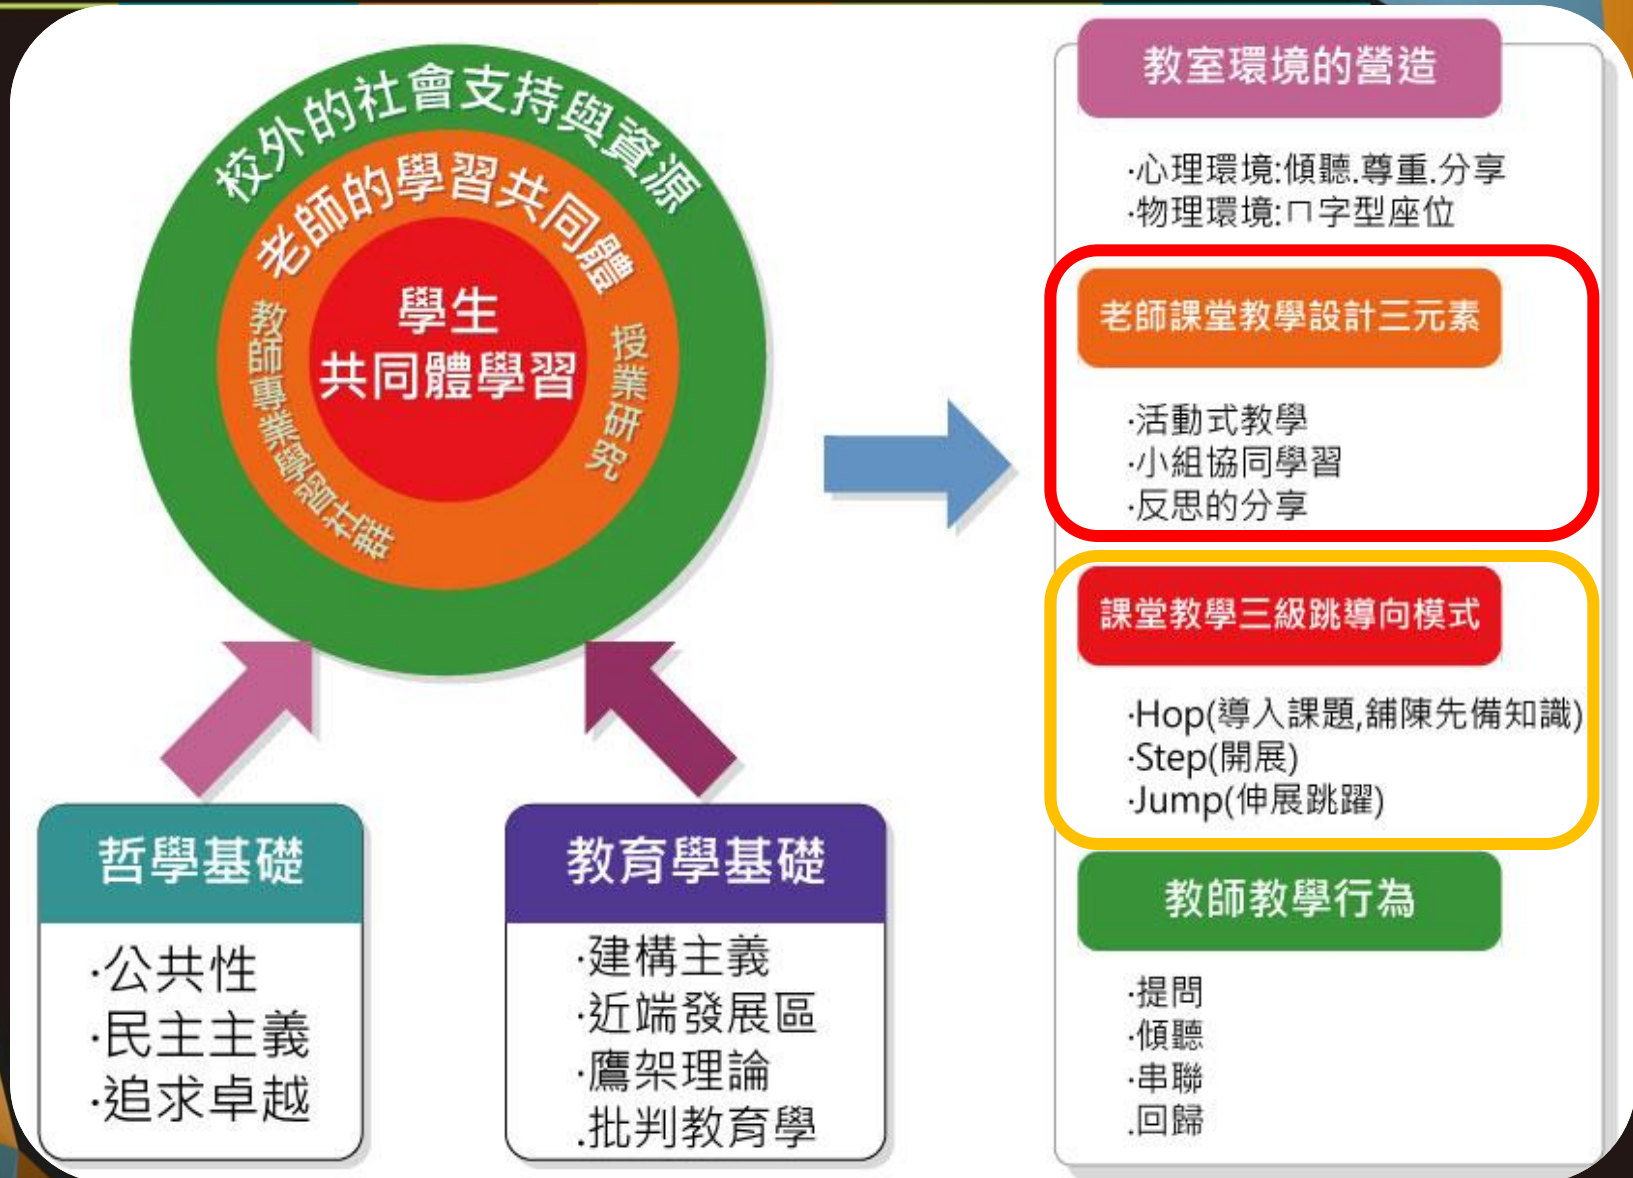 校外的社會支持與資源
老師的學習共同體
學生
共同體學習
教師專業學習社群
授業研究
哲學基礎
·公共性
·民主主義
·追求卓越
教育學基礎
·建構主義
·近端發展區
·鷹架理論
.批判教育學
教室環境的營造
·心理環境:傾聽.尊重.分享
·物理環境:ㄇ字型座位
老師課堂教學設計三元素
·活動式教學
·小組協同學習
·反思的分享
課堂教學三級跳導向模式
·Hop(導入課題,舖陳先備知識)
·Step(開展)
·Jump(伸展跳躍)
教師教學行為
·提問
·傾聽
·串聯
.回歸